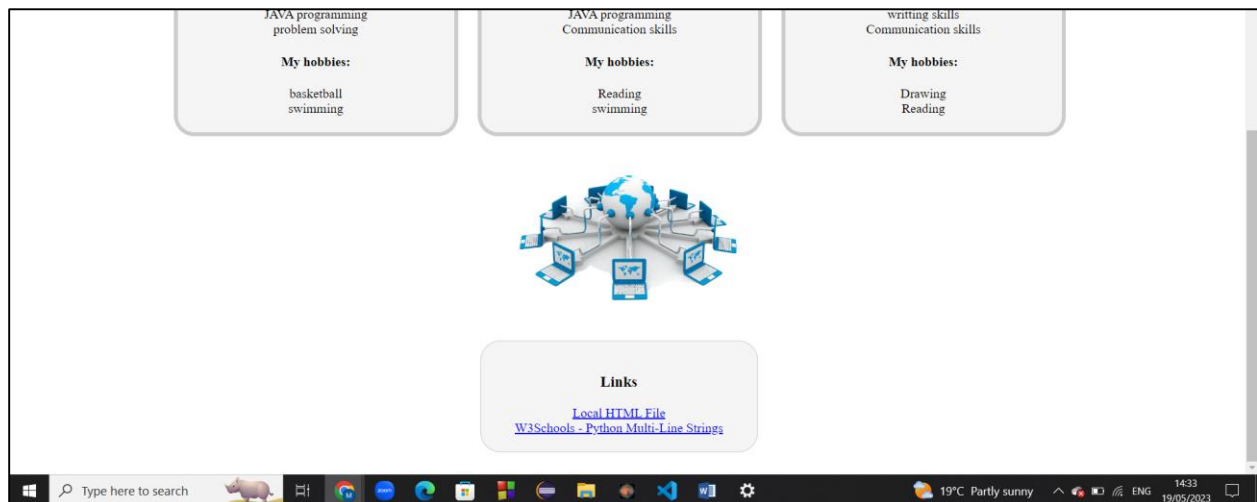 JAVA programming
problem solving
My hobbies:
basketball
swimming
JAVA programming
Communication skills
My hobbies:
Reading
swimming
writting skills
Communication skills
My hobbies:
Drawing
Reading
Links
Local HTML File
W3Schools - Python Multi-Line Strings
Type here to search
zoom
19°C Partly sunny
ENG
14:33
19/05/2023